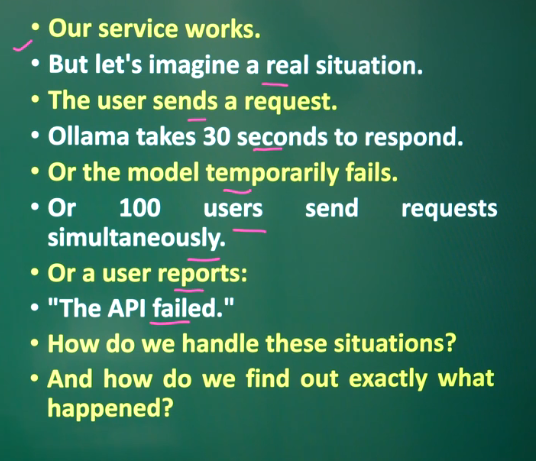 • Our service works.
• But let's imagine a real situation.
• The user sends a request.
• Ollama takes 30 seconds to respond.
• Or the model temporarily fails.
• Or 100 users send requests
simultaneously.
• Or a user reports:
• "The API failed."
• How do we handle these situations?
• And how do we find out exactly what
happened?